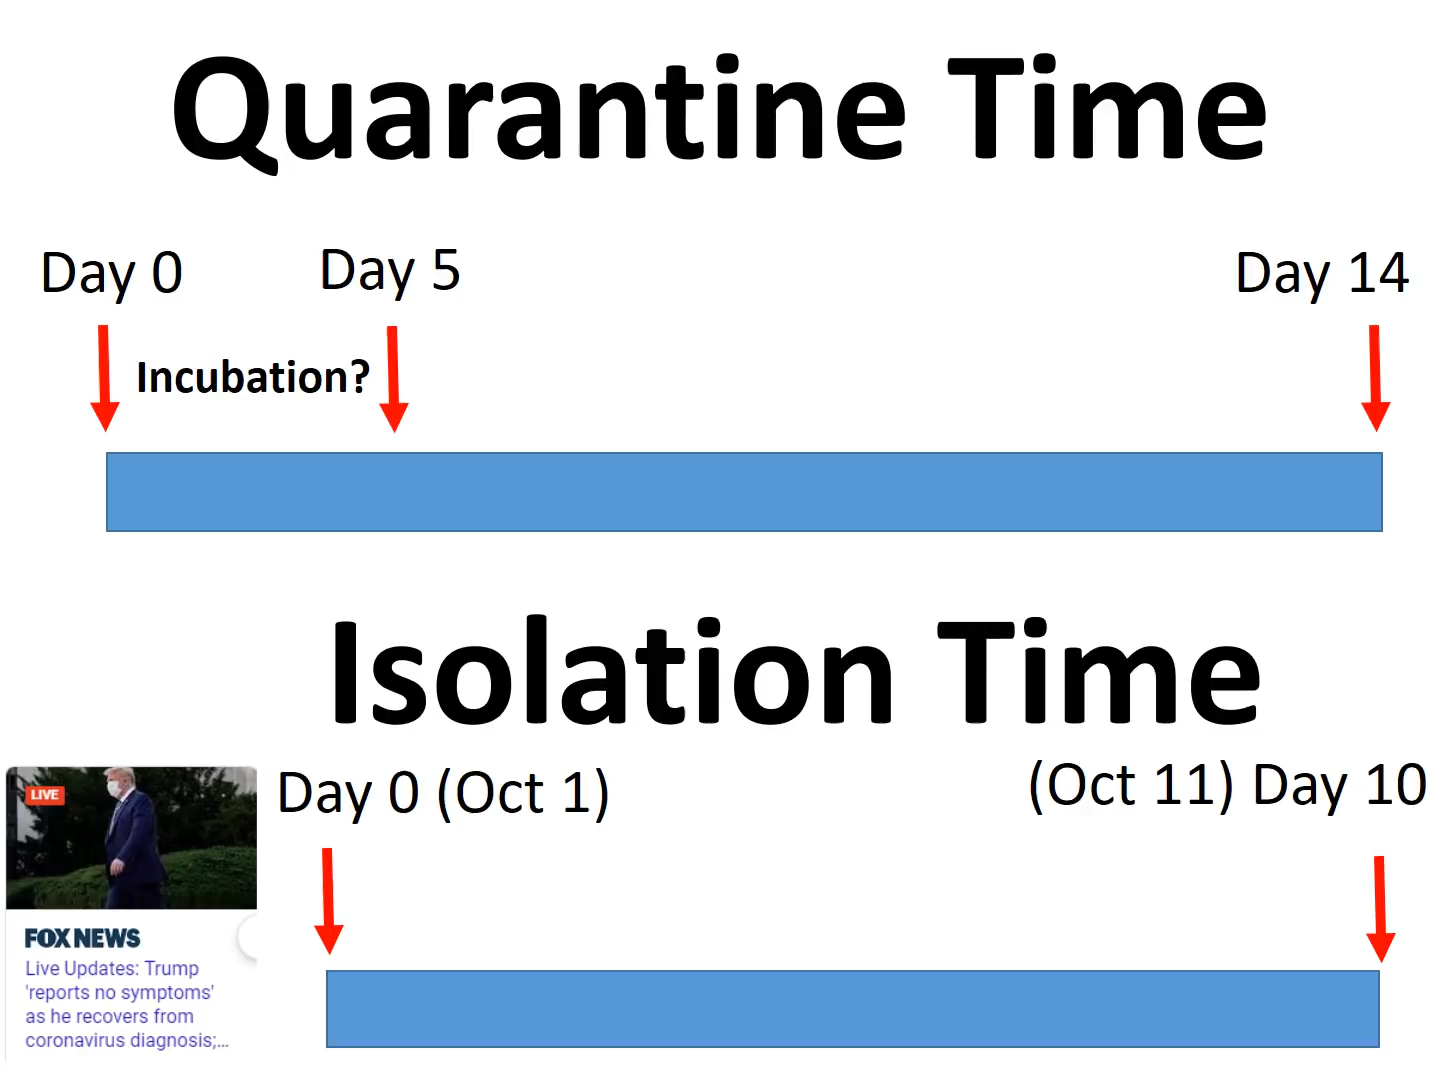 Quarantine Time
Day 0 Day 5 Day 14
Incubation?
Isolation Time
Day 0 (Oct 1) (Oct 11) Day 10
LIVE
FOX NEWS
Live Updates: Trump
'reports no symptoms'
as he recovers from
coronavirus diagnosis;...